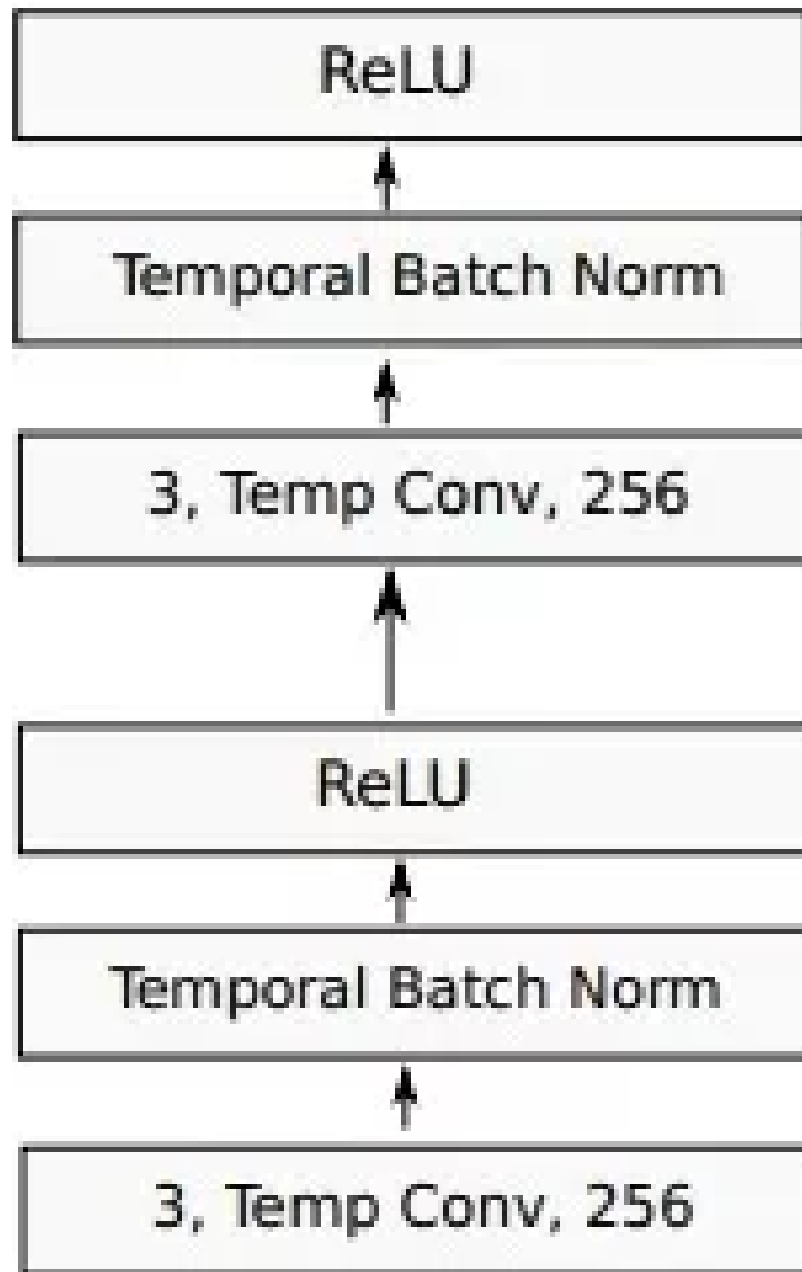 ReLU
Temporal Batch Norm
3, Temp Conv, 256
ReLU
Temporal Batch Norm
3, Temp Conv, 256